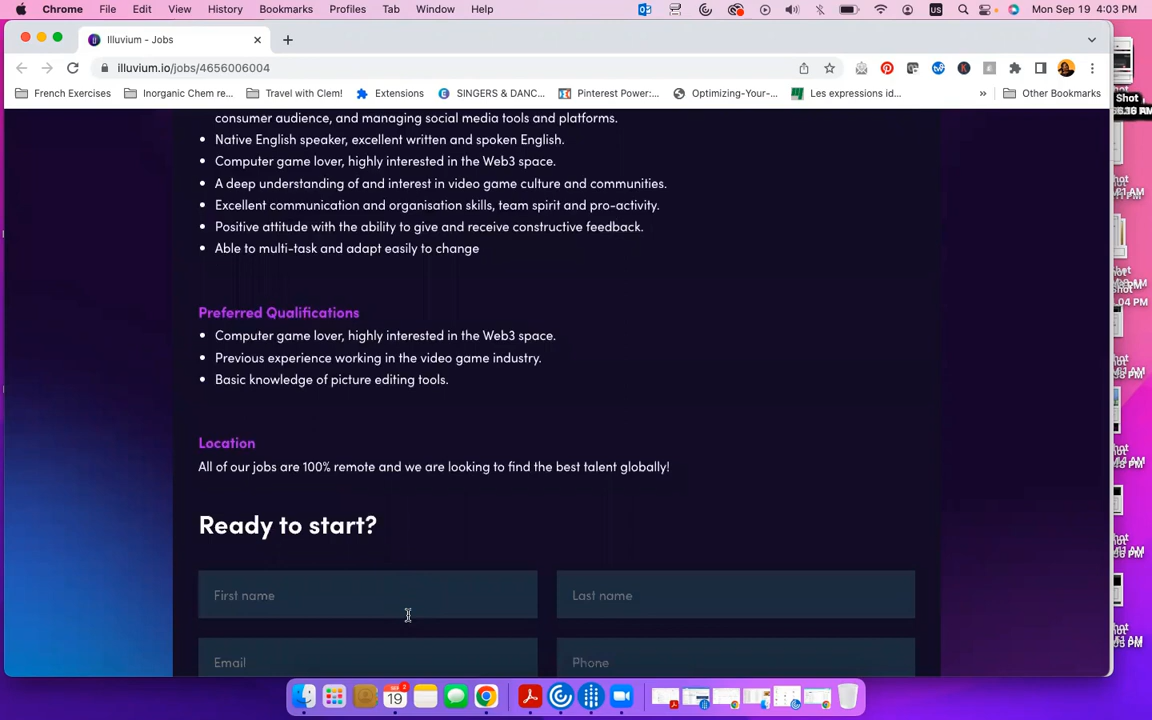 Chrome File Edit View History Bookmarks Profiles Tab Window Help US Mon Sep 19 4:03 PM
Illuvium - Jobs
illuvium.io/jobs/4656006004
French Exercises Inorganic Chem re... Travel with Clem! Extensions SINGERS & DANC... Pinterest Power:... Optimizing-Your-... Les expressions id... » Other Bookmarks
consumer audience, and managing social media tools and platforms.
• Native English speaker, excellent written and spoken English.
• Computer game lover, highly interested in the Web3 space.
• A deep understanding of and interest in video game culture and communities.
• Excellent communication and organisation skills, team spirit and pro-activity.
• Positive attitude with the ability to give and receive constructive feedback.
• Able to multi-task and adapt easily to change
Preferred Qualifications
• Computer game lover, highly interested in the Web3 space.
• Previous experience working in the video game industry.
• Basic knowledge of picture editing tools.
Location
All of our jobs are 100% remote and we are looking to find the best talent globally!
Ready to start?
First name Last name
Email Phone
Shot
19